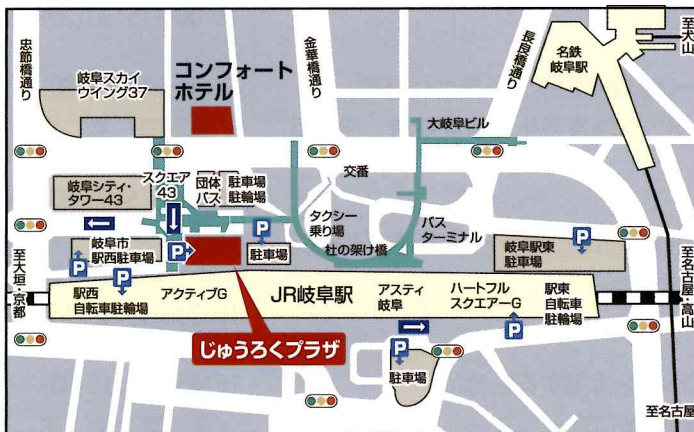 忠節橋通り
岐阜スカイ
ウイング37
コンフォート
ホテル
金華橋通り
長良橋通り
名鉄
岐阜駅
至犬山
大岐阜ビル
交番
岐阜シティ・
タワー43
スクエア
43
団体
バス
駐車場
駐輪場
タクシー
乗り場
バス
ターミナル
杜の架け橋
岐阜市
駅西駐車場
P
P
P
P
駐車場
岐阜駅東
駐車場
P
至大垣・京都
駅西
自転車駐輪場
アクティブG
JR岐阜駅
アスティ
岐阜
ハートフル
スクエアーG
駅東
自転車
駐輪場
至名古屋・高山
じゅうろくプラザ
P
駐車場
P
至名古屋